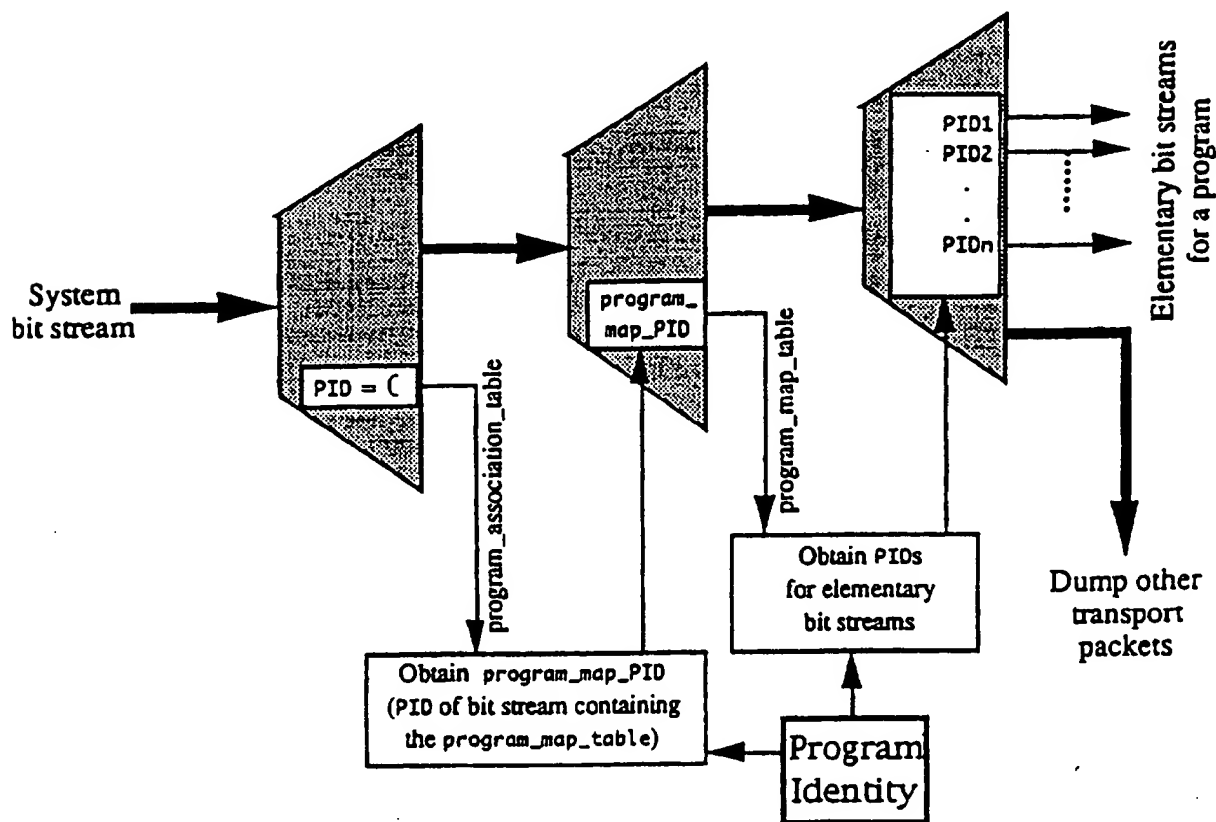 System
bit stream
PID = (
program_association_table
program_
map_PID
program_map_table
PID1
PID2
PIDn
Elementary bit streams
for a program
Obtain program_map_PID
(PID of bit stream containing
the program_map_table)
Obtain PIDs
for elementary
bit streams
Program
Identity
Dump other
transport
packets